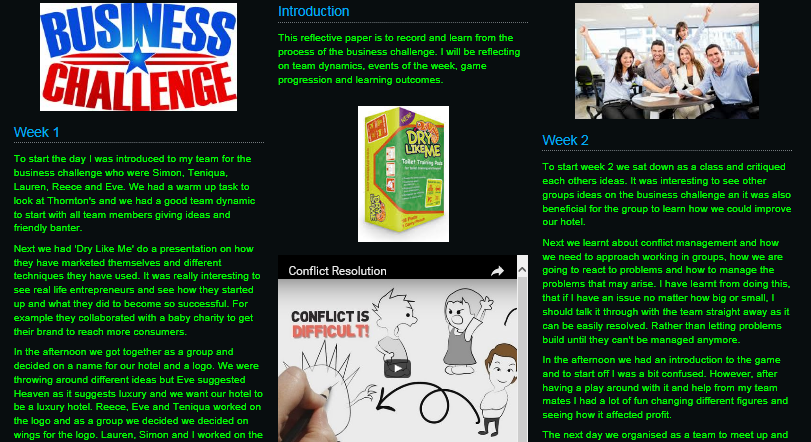 BUSINESS
CHALLENGE
Week 1
To start the day I was introduced to my team for the
business challenge who were Simon, Teniqua,
Lauren, Reece and Eve. We had a warm up task to
look at Thornton's and we had a good team dynamic
to start with all team members giving ideas and
friendly banter.
Next we had 'Dry Like Me' do a presentation on how
they have marketed themselves and different
techniques they have used. It was really interesting to
see real life entrepreneurs and see how they started
up and what they did to become so successful. For
example they collaborated with a baby charity to get
their brand to reach more consumers.
In the afternoon we got together as a group and
decided on a name for our hotel and a logo. We were
throwing around different ideas but Eve suggested
Heaven as it suggests luxury and we want our hotel to
be a luxury hotel. Reece, Eve and Teniqua worked on
the logo and as a group we decided we decided on
wings for the logo. Lauren, Simon and I worked on the
Introduction
This reflective paper is to record and learn from the
process of the business challenge. I will be reflecting
on team dynamics, events of the week, game
progression and learning outcomes.
NEW
DRY
LIKE ME
Toilet Training Pads
Conflict Resolution
CONFLICT IS
DIFFICULT!
Week 2
To start week 2 we sat down as a class and critiqued
each others ideas. It was interesting to see other
groups ideas on the business challenge an it was also
beneficial for the group to learn how we could improve
our hotel.
Next we learnt about conflict management and how
we need to approach working in groups, how we are
going to react to problems and how to manage the
problems that may arise. I have learnt from doing this,
that if I have an issue no matter how big or small, I
should talk it through with the team straight away as it
can be easily resolved. Rather than letting problems
build until they can't be managed anymore.
In the afternoon we had an introduction to the game
and to start off I was a bit confused. However, after
having a play around with it and help from my team
mates I had a lot of fun changing different figures and
seeing how it affected profit.
The next day we organised as a team to meet up and